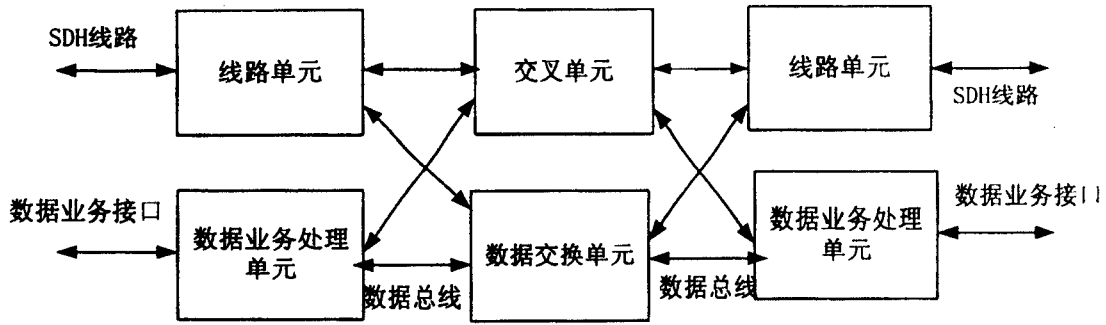 SDH线路
线路单元
交叉单元
线路单元
SDH线路
数据业务接口
数据业务处理
单元
数据总线
数据交换单元
数据总线
数据业务处理
单元
数据业务接口